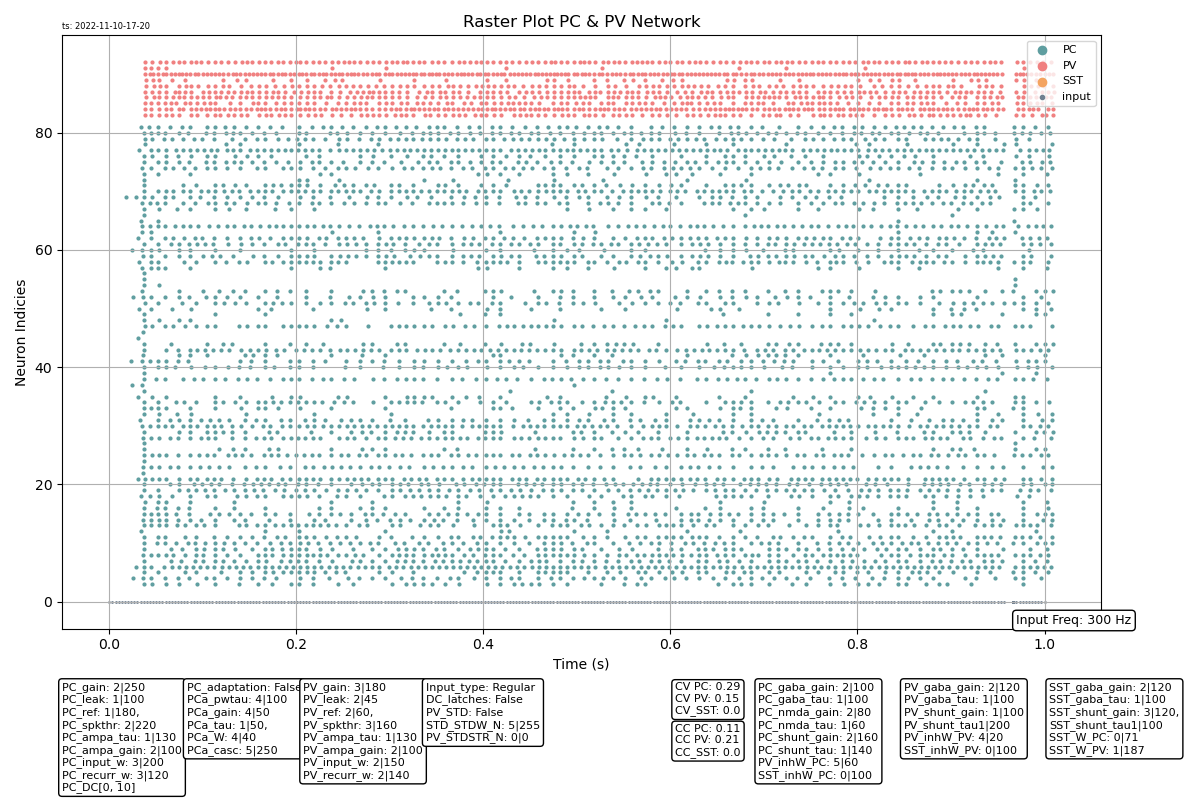 ts: 2022-11-10-17-20
Raster Plot PC & PV Network
PC
PV
SST
input
Neuron Indicies
80
60
40
20
0
0.0
0.2
0.4
0.6
0.8
1.0
Input Freq: 300 Hz
Time (s)
PC_gain: 2|250
PC_leak: 1|100
PC_ref: 1|180,
PC_spkthr: 2|220
PC_ampa_tau: 1|130
PC_ampa_gain: 2|100
PC_input_w: 3|200
PC_recurr_w: 3|120
PC_DC[0, 10]
PC_adaptation: False
PCa_pwtau: 4|100
PCa_gain: 4|50
PCa_tau: 1|50,
PCa_W: 4|40
PCa_casc: 5|250
PV_gain: 3|180
PV_leak: 2|45
PV_ref: 2|60,
PV_spkthr: 3|160
PV_ampa_tau: 1|130
PV_ampa_gain: 2|100
PV_input_w: 2|150
PV_recurr_w: 2|140
Input_type: Regular
DC_latches: False
PV_STD: False
STD_STDW_N: 5|255
PV_STDSTR_N: 0|0
CV PC: 0.29
CV PV: 0.15
CV_SST: 0.0
CC PC: 0.11
CC PV: 0.21
CC_SST: 0.0
PC_gaba_gain: 2|100
PC_gaba_tau: 1|100
PC_nmda_gain: 2|80
PC_nmda_tau: 1|60
PC_shunt_gain: 2|160
PC_shunt_tau: 1|140
PV_inhW_PC: 5|60
SST_inhW_PC: 0|100
PV_gaba_gain: 2|120
PV_gaba_tau: 1|100
PV_shunt_gain: 1|100
PV_shunt_tau1|200
PV_inhW_PV: 4|20
SST_inhW_PV: 0|100
SST_gaba_gain: 2|120
SST_gaba_tau: 1|100
SST_shunt_gain: 3|120,
SST_shunt_tau1|100
SST_W_PC: 0|71
SST_W_PV: 1|187